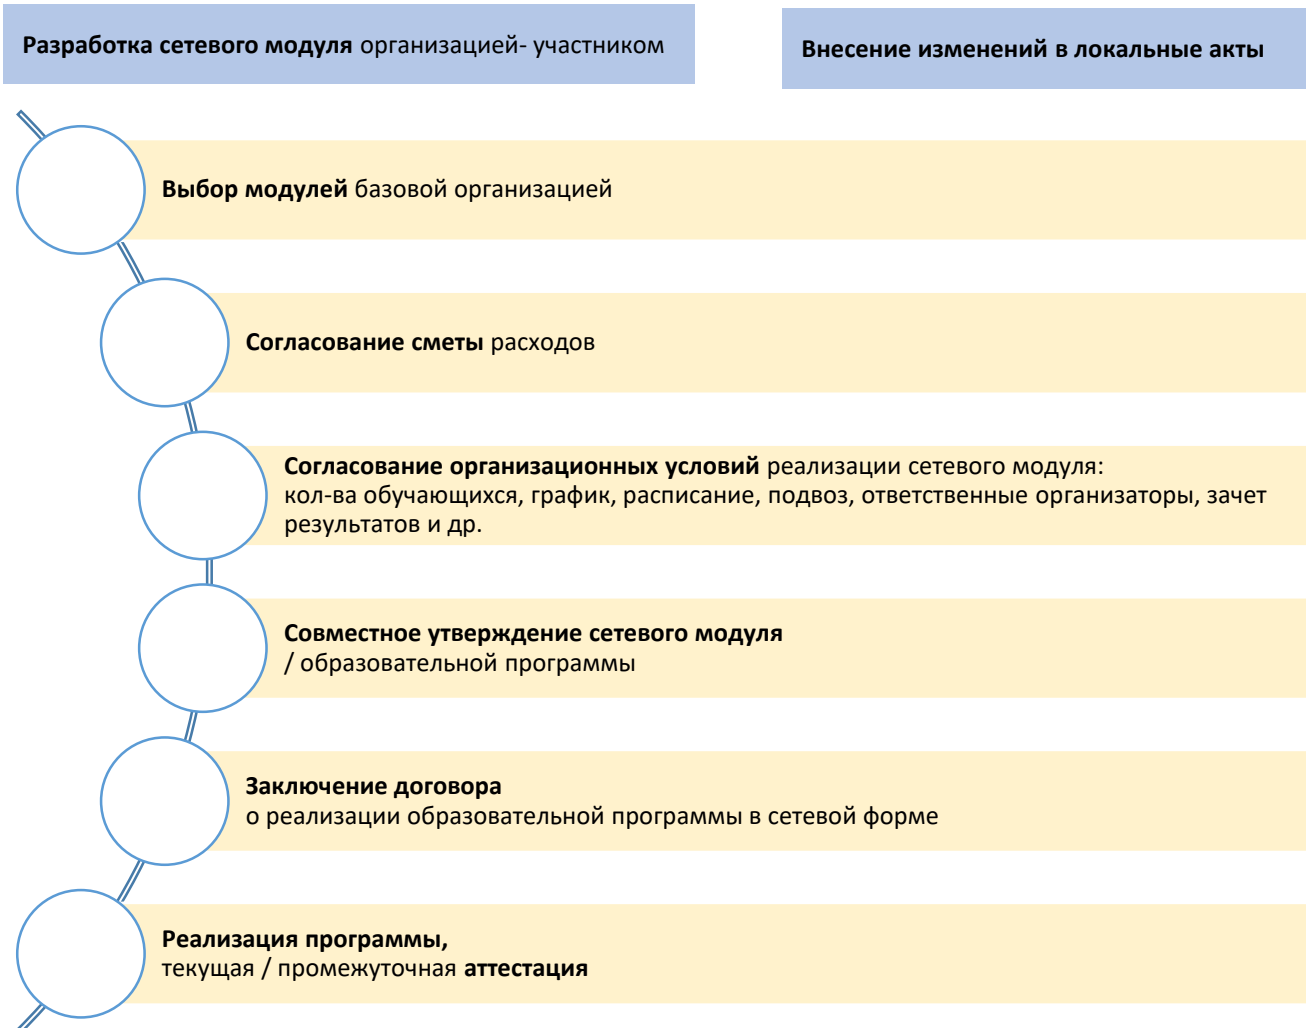 Разработка сетевого модуля организацией- участником
Внесение изменений в локальные акты
Выбор модулей базовой организацией
Согласование сметы расходов
Согласование организационных условий реализации сетевого модуля:
кол-ва обучающихся, график, расписание, подвоз, ответственные организаторы, зачет
результатов и др.
Совместное утверждение сетевого модуля
/ образовательной программы
Заключение договора
о реализации образовательной программы в сетевой форме
Реализация программы,
текущая / промежуточная аттестация